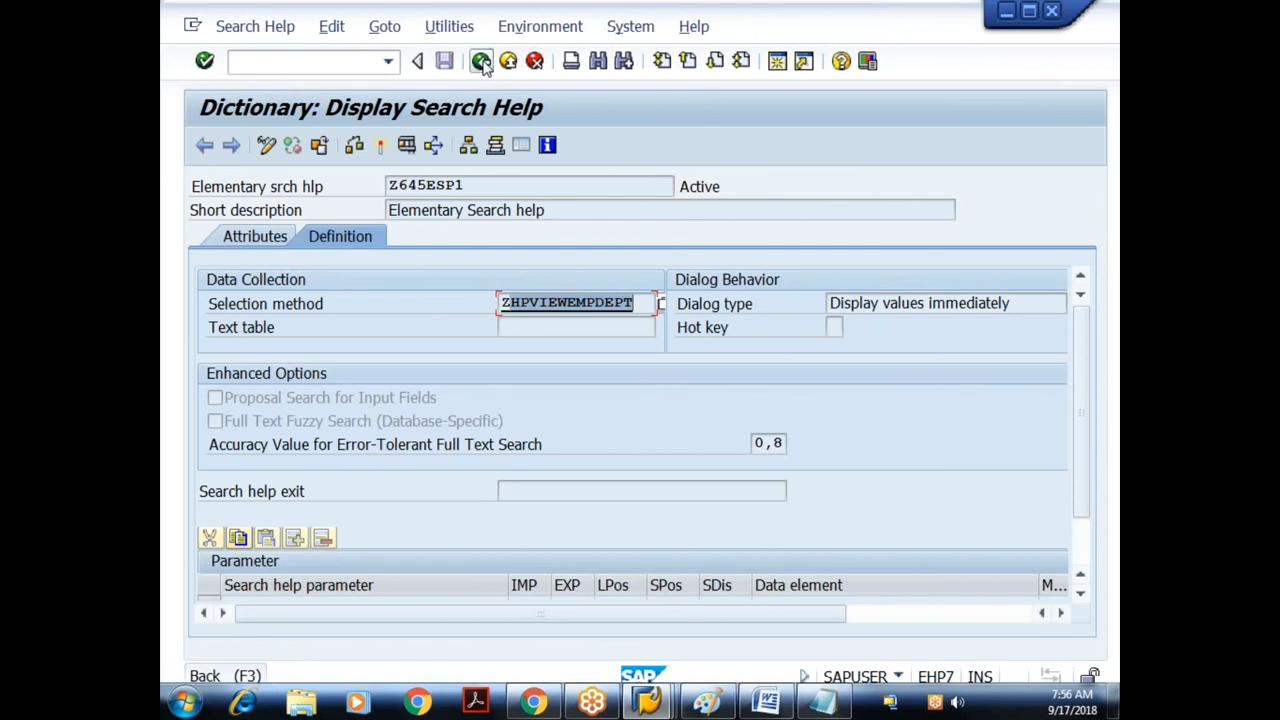 Search Help Edit Goto Utilities Environment System Help
Dictionary: Display Search Help
Elementary srch hlp Z645ESP1 Active
Short description Elementary Search help
Attributes Definition
Data Collection Dialog Behavior
Selection method ZHPVIEWEMPDEPT Dialog type Display values immediately
Text table Hot key
Enhanced Options
Proposal Search for Input Fields
Full Text Fuzzy Search (Database-Specific)
Accuracy Value for Error-Tolerant Full Text Search 0,8
Search help exit
Parameter
Search help parameter IMP EXP LPos SPos SDis Data element M...
Back (F3) SAP SAPUSER EHP7 INS
7:56 AM
9/17/2018